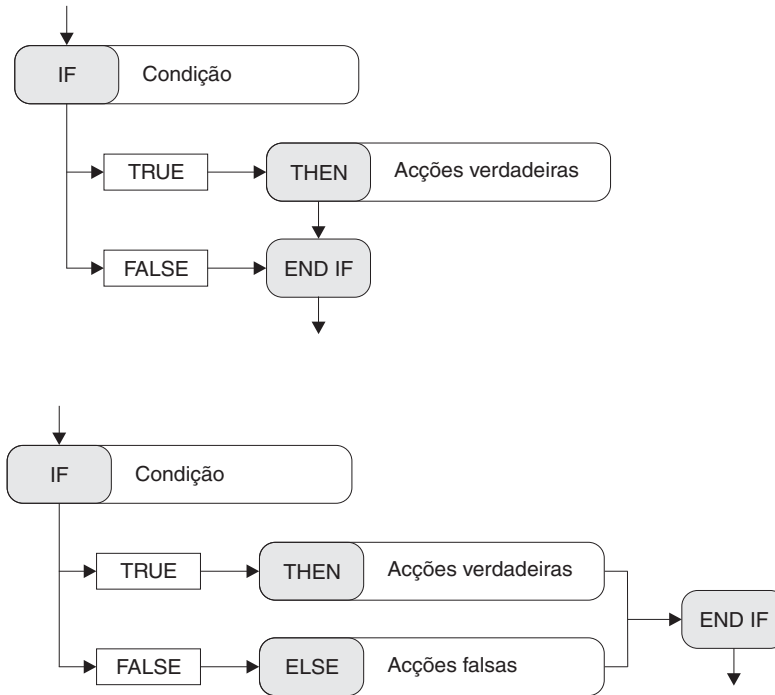 IF Condição
TRUE THEN Acções verdadeiras
FALSE END IF
IF Condição
TRUE THEN Acções verdadeiras
END IF
FALSE ELSE Acções falsas